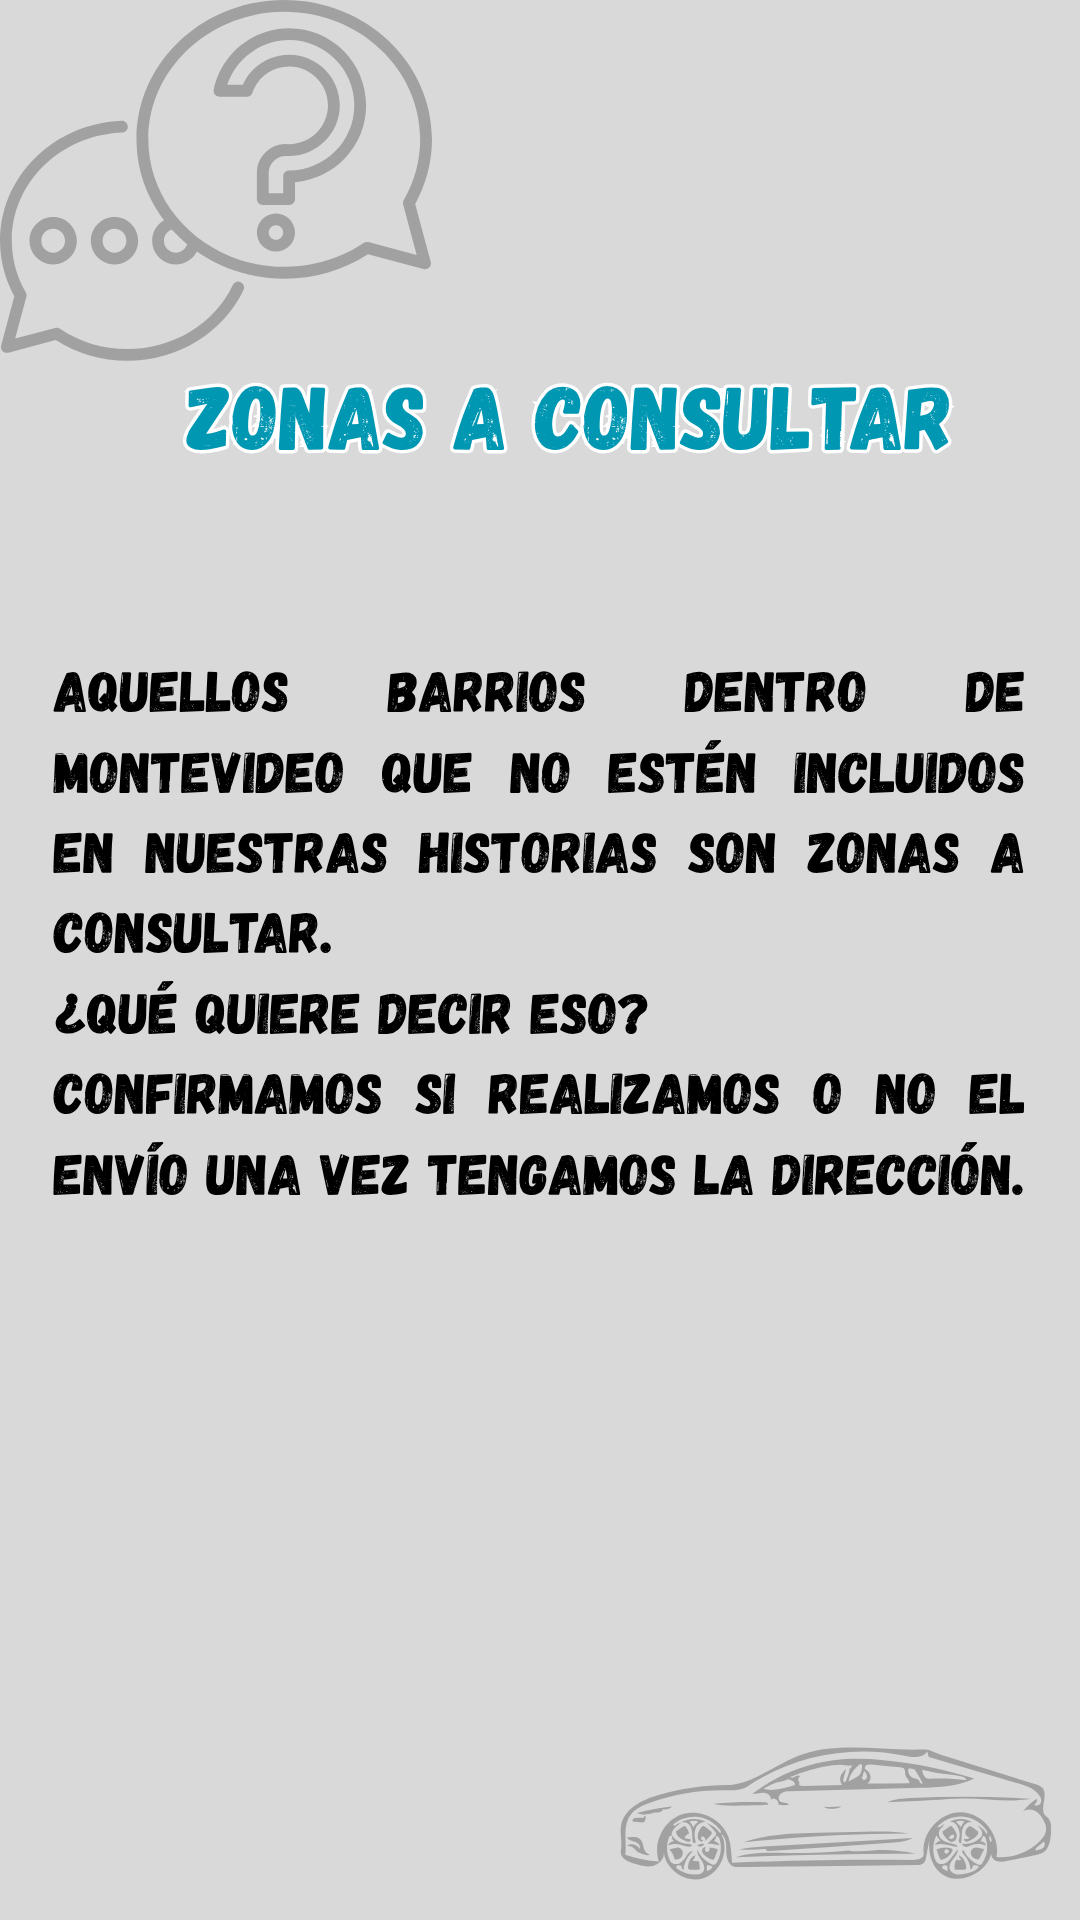 ZONAS A CONSULTAR
AQUELLOS BARRIOS DENTRO DE
MONTEVIDEO QUE NO ESTÉN INCLUIDOS
EN NUESTRAS HISTORIAS SON ZONAS A
CONSULTAR.
¿QUÉ QUIERE DECIR ESO?
CONFIRMAMOS SI REALIZAMOS O NO EL
ENVÍO UNA VEZ TENGAMOS LA DIRECCIÓN.